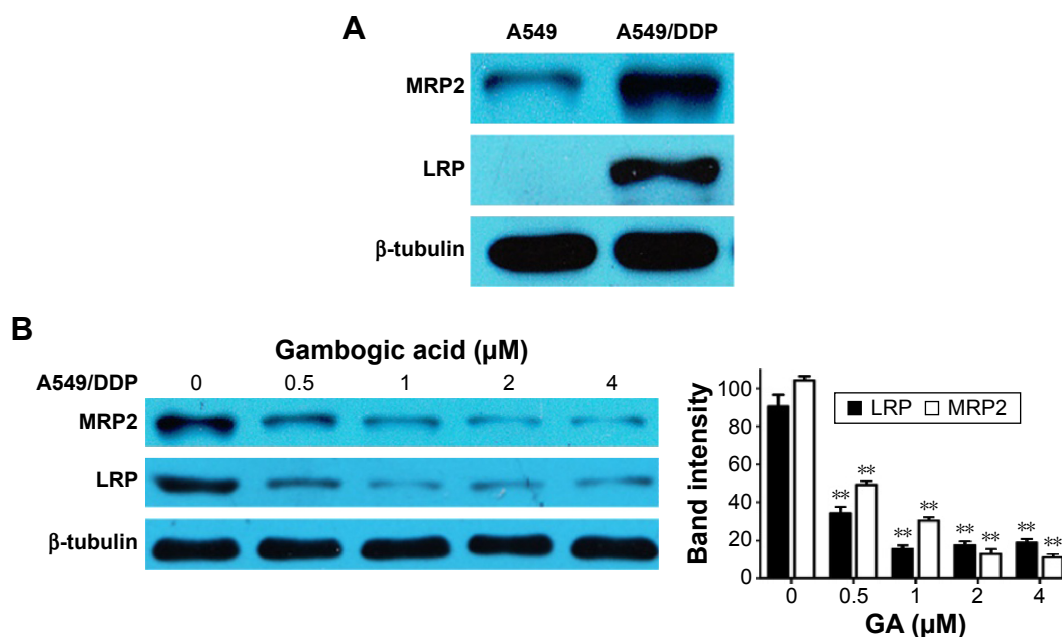 A
A549 A549/DDP
MRP2
LRP
β-tubulin
B
Gambogic acid (µM)
A549/DDP 0 0.5 1 2 4
MRP2
LRP
β-tubulin
100
80
60
40
20
0
Band intensity
LRP MRP2
** **
** **
** **
** **
0 0.5 1 2 4
GA (µM)